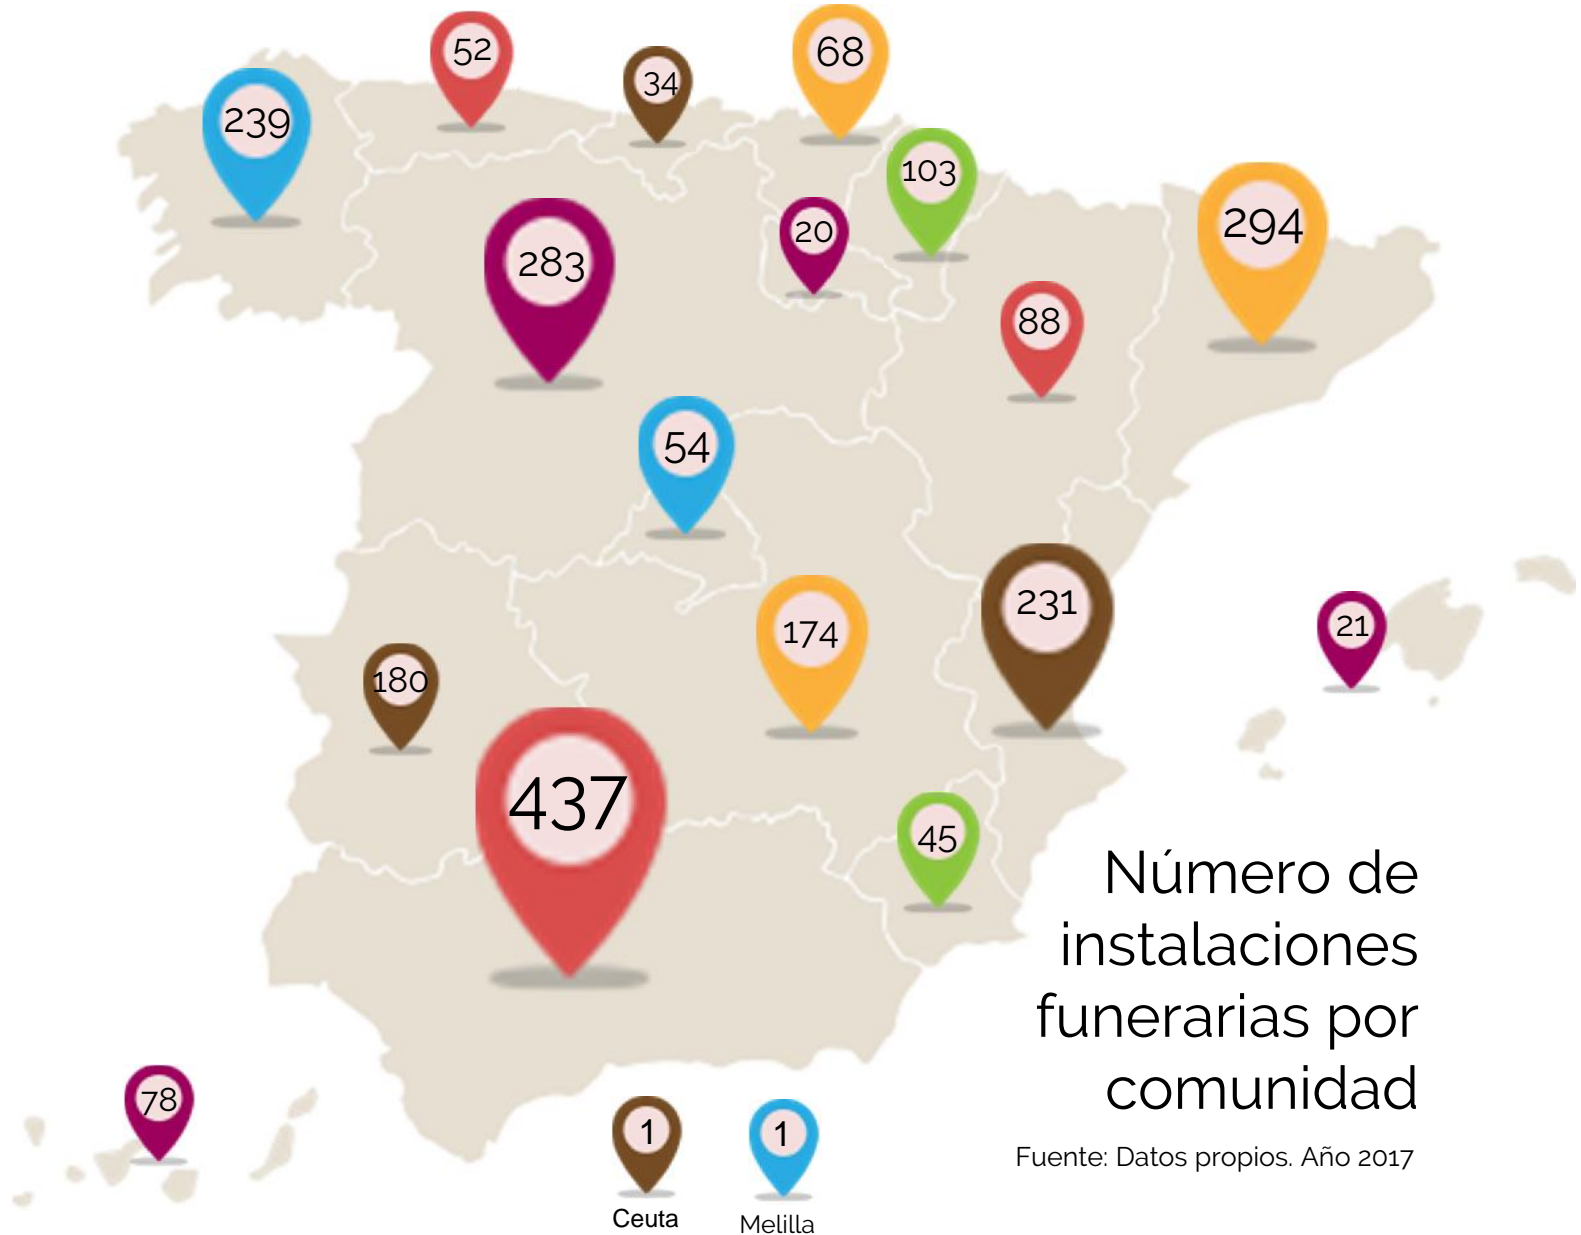 52
68
34
239
103
20
294
283
88
54
231
174
21
180
437
45
Número de
instalaciones
funerarias por
comunidad
Fuente: Datos propios. Año 2017
78
1
1
Ceuta
Melilla